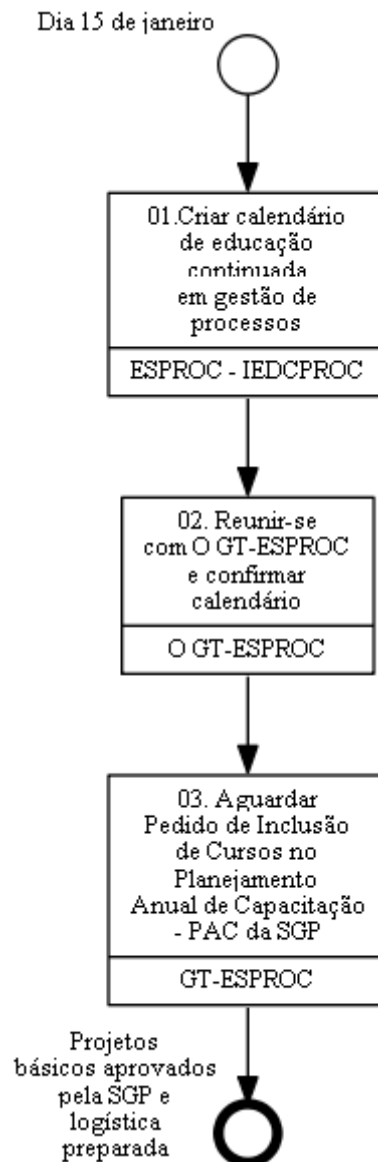 Dia 15 de janeiro
01.Criar calendário
de educação
continuada
em gestão de
processos
ESPROC - IEDCPROC
02. Reunir-se
com O GT-ESPROC
e confirmar
calendário
O GT-ESPROC
03. Aguardar
Pedido de Inclusão
de Cursos no
Planejamento
Anual de Capacitação
- PAC da SGP
GT-ESPROC
Projetos
básicos aprovados
pela SGP e
logística
preparada